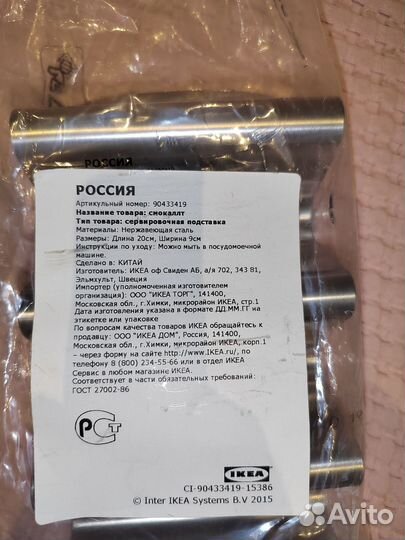 РОССИЯ
РОССИЯ
Артикульный номер: 90433419
Название товара: смокаллт
Тип товара: сервировочная подставка
Материалы: Нержавеющая сталь
Размеры: Длина 20см, Ширина 9см
Инструкции по уходу: Можно мыть в посудомоечной
машине.
Сделано в: КИТАЙ
Изготовитель: ИКЕА оф Свиден АБ, а/я 702, 343 81,
Эльмхульт, Швеция
Импортер (уполномоченная изготовителем
организация): ООО "ИКЕА ТОРГ", 141400,
Московская обл., г.Химки, микрорайон ИКЕА, стр.1
Дата изготовления указана в формате ДД.ММ.ГГ на
этикетке или упаковке
По вопросам качества товаров ИКЕА обращайтесь к
продавцу: ООО "ИКЕА ДОМ", Россия, 141400,
Московская обл., г.Химки, микрорайон ИКЕА, корп.1
– через форму на сайте http://www.IKEA.ru/, по
телефону 8 (800) 234-55-66 или в отдел ИКЕА
Сервис в любом магазине ИКЕА.
Соответствует в части обязательных требований:
ГОСТ 27002-86
РСТ
IKEA
CI-90433419-15386
© Inter IKEA Systems B.V 2015
Avito